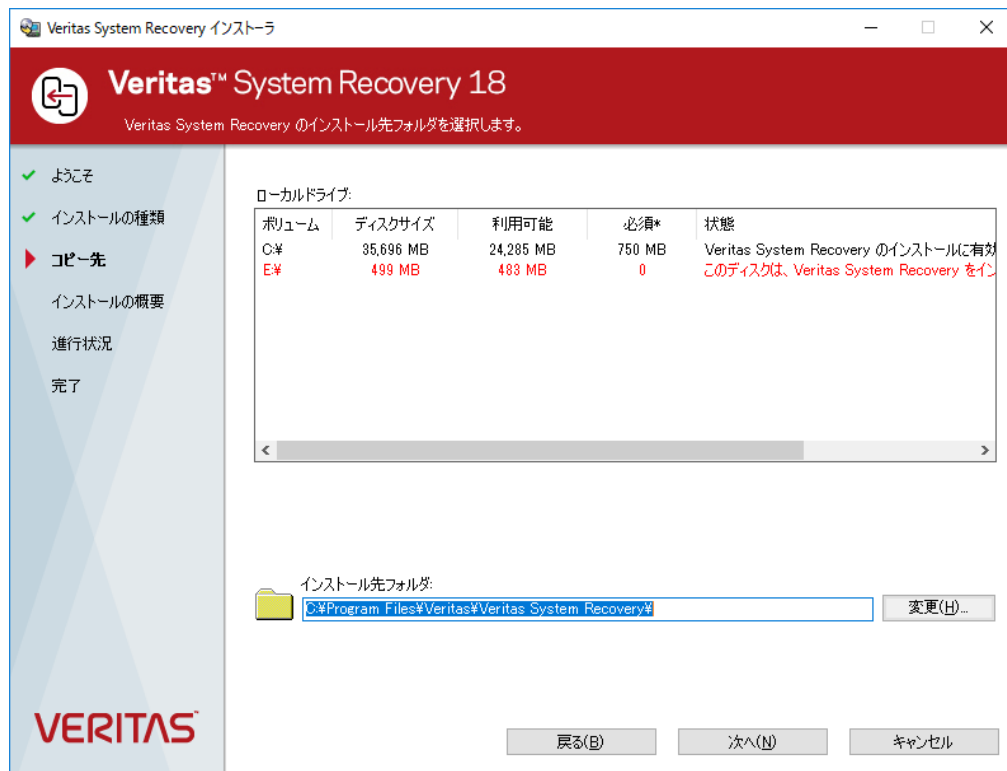 Veritas System Recovery インストーラ
Veritas™ System Recovery 18
Veritas System Recovery のインストール先フォルダを選択します。
ようこそ
インストールの種類
コピー先
インストールの概要
進行状況
完了
ローカルドライブ:
ボリューム ディスクサイズ 利用可能 必須* 状態
C:¥ 35,696 MB 24,285 MB 750 MB Veritas System Recovery のインストールに有効
E:¥ 499 MB 483 MB 0 このディスクは、Veritas System Recovery をイン
インストール先フォルダ:
C:¥Program Files¥Veritas¥Veritas System Recovery¥
変更(H)...
VERITAS™
戻る(B) 次へ(N) キャンセル